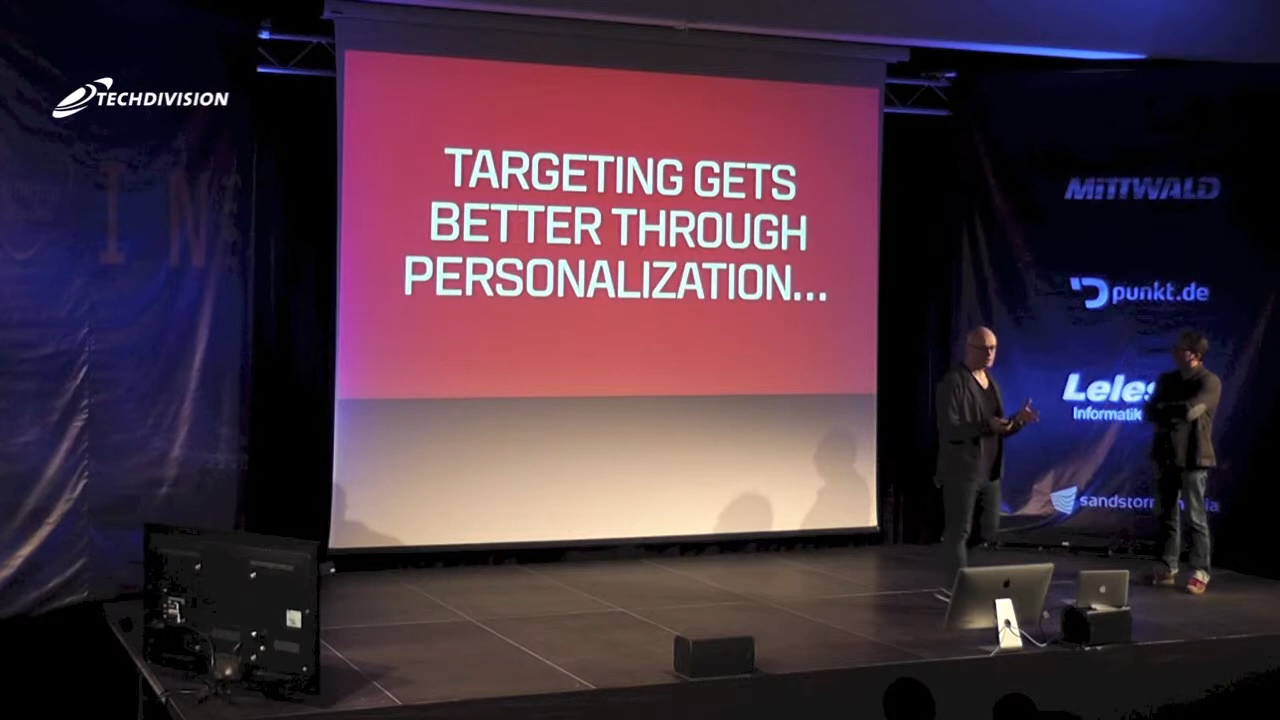 TECHDIVISION
TARGETING GETS
BETTER THROUGH
PERSONALIZATION...
MITTWALD
punkt.de
Informatik